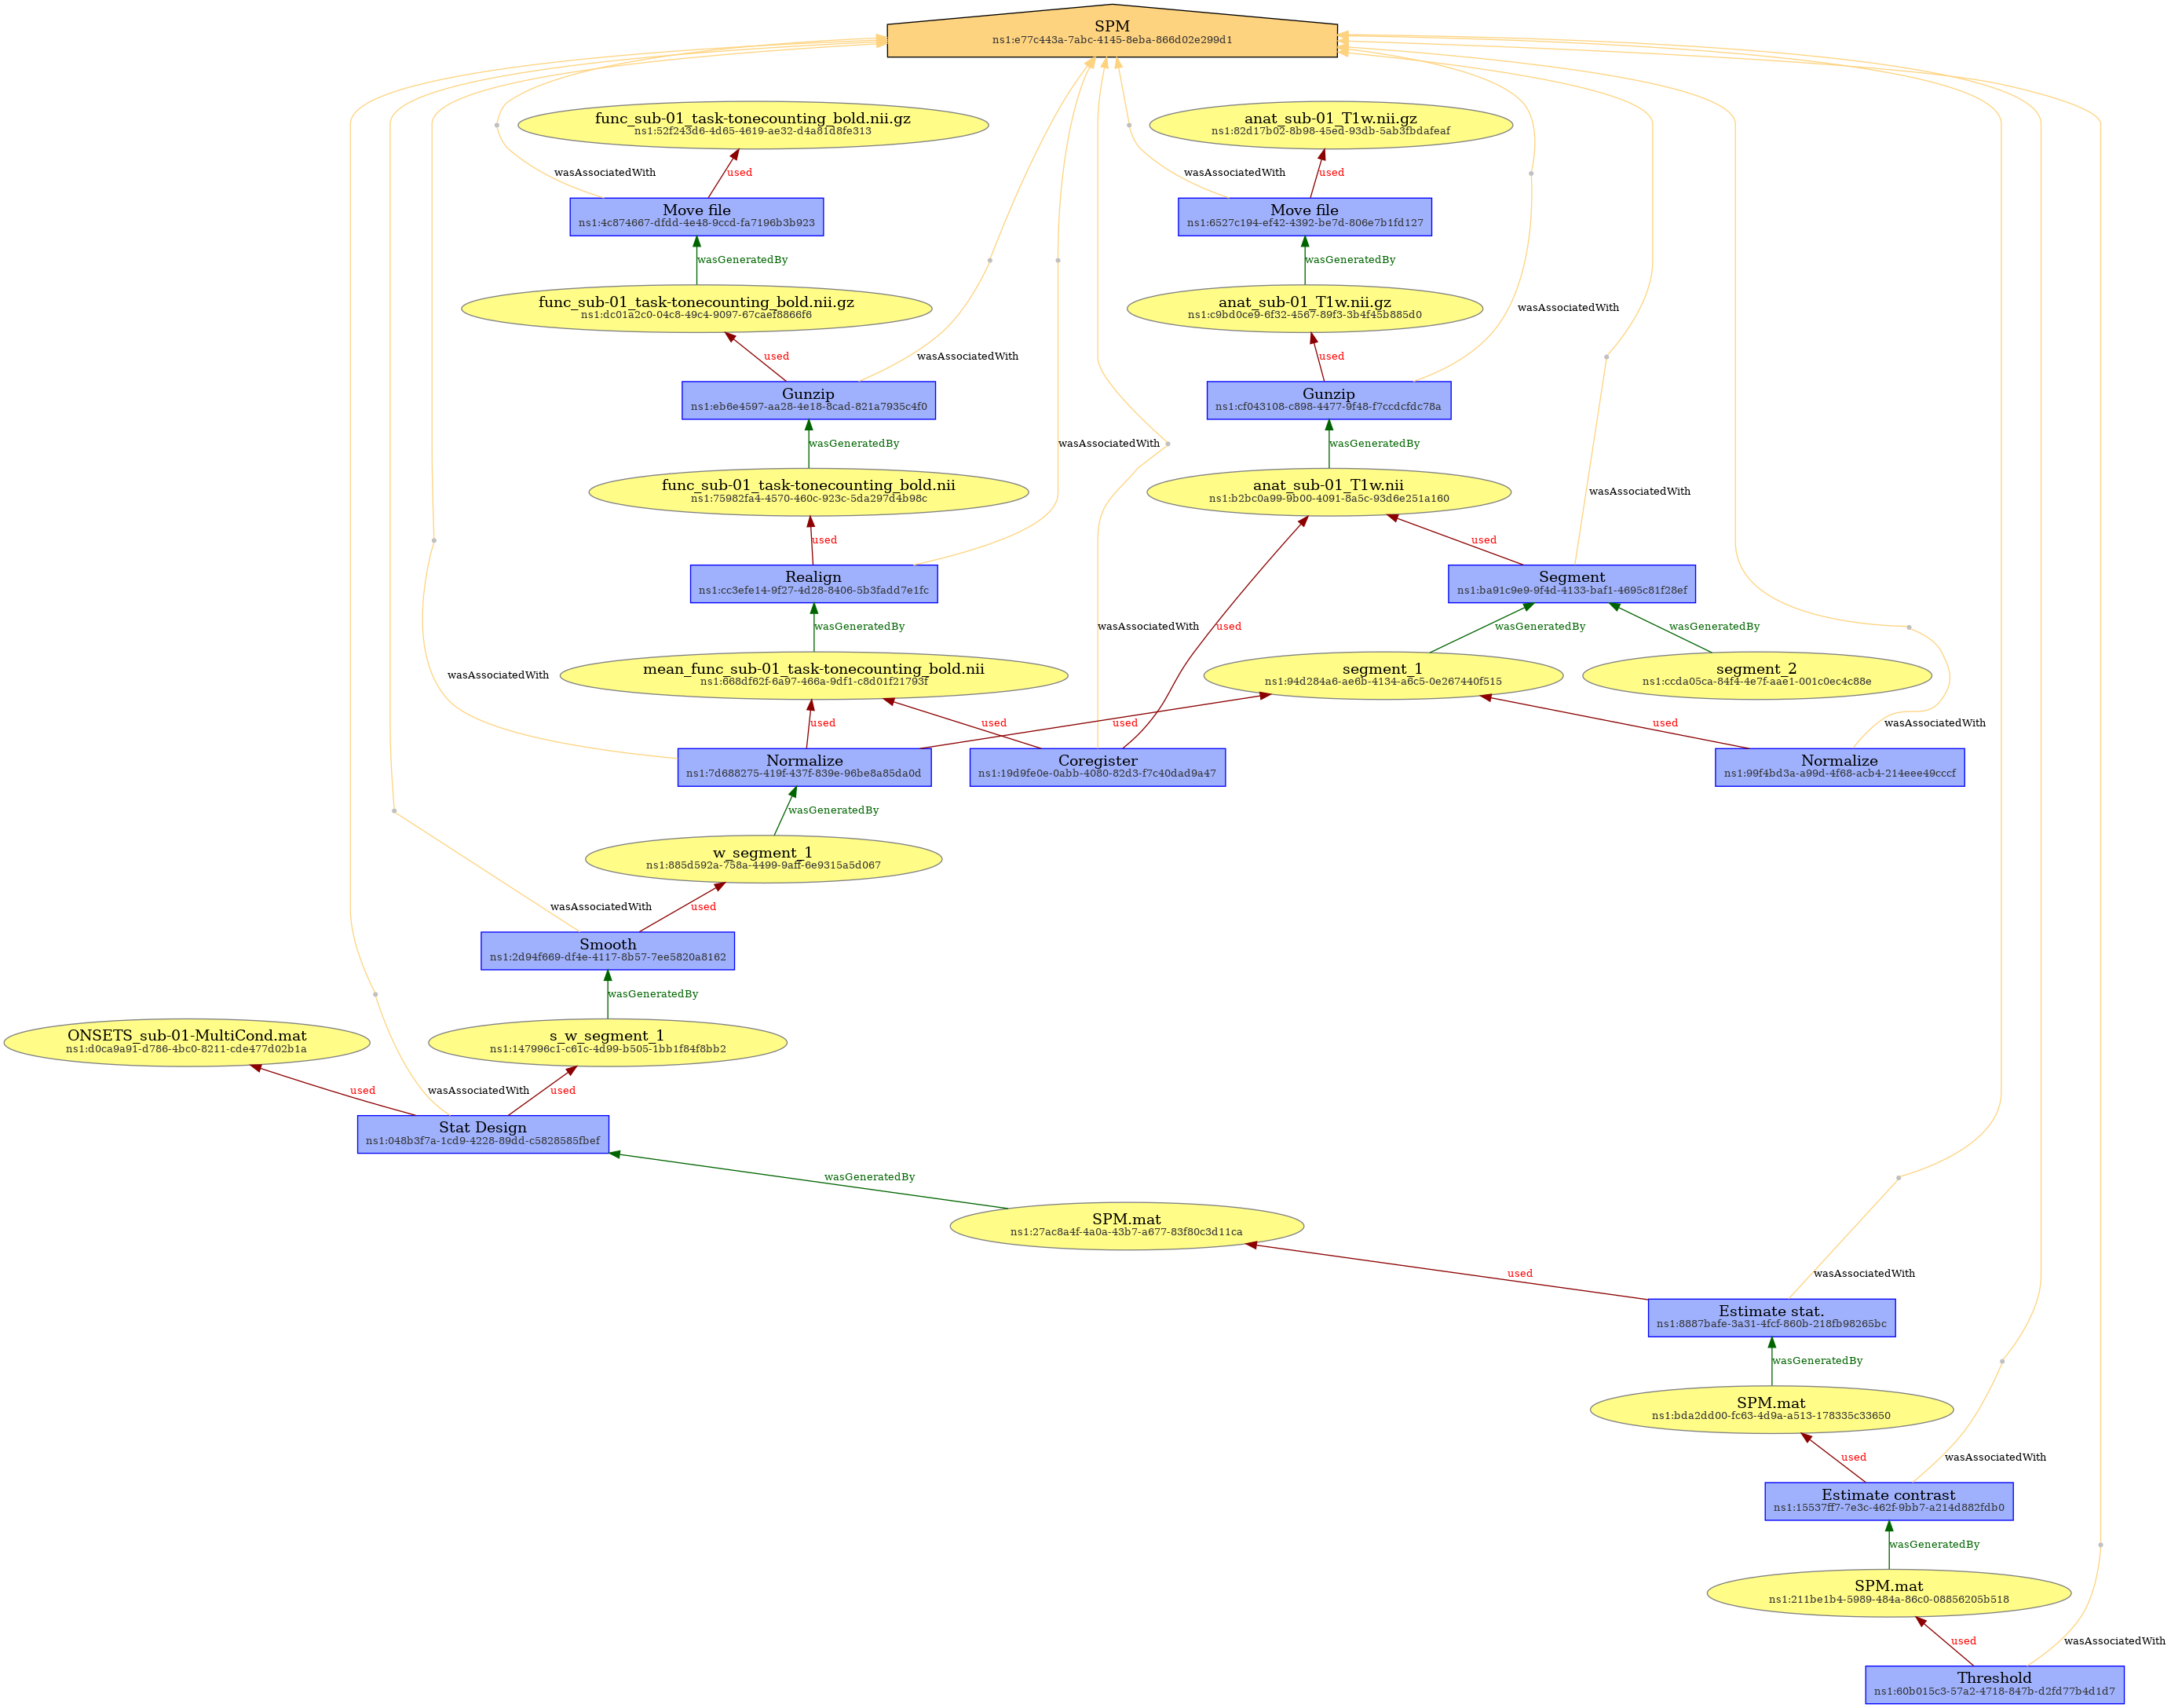 SPM
ns1:e77c443a-7abc-4145-8eba-866d02e299d1
func_sub-01_task-tonecounting_bold.nii.gz
ns1:52f243d6-4d65-4619-ae32-d4a81d8fe313
anat_sub-01_T1w.nii.gz
ns1:82d17b02-8b98-45ed-93db-5ab3fbdafeaf
wasAssociatedWith
used
wasAssociatedWith
used
Move file
ns1:4c874667-dfdd-4e48-9ccd-fa7196b3b923
Move file
ns1:6527c194-ef42-4392-be7d-806e7b1fd127
wasGeneratedBy
wasGeneratedBy
func_sub-01_task-tonecounting_bold.nii.gz
ns1:dc01a2c0-04c8-49c4-9097-67caef8866f6
anat_sub-01_T1w.nii.gz
ns1:c9bd0ce9-6f32-4567-89f3-3b4f45b885d0
wasAssociatedWith
used
wasAssociatedWith
used
Gunzip
ns1:eb6e4597-aa28-4e18-8cad-821a7935c4f0
Gunzip
ns1:cf043108-c898-4477-9f48-f7ccdcfdc78a
wasGeneratedBy
wasAssociatedWith
wasGeneratedBy
func_sub-01_task-tonecounting_bold.nii
ns1:75982fa4-4570-460c-923c-5da297d4b98c
anat_sub-01_T1w.nii
ns1:b2bc0a99-9b00-4091-8a5c-93d6e251a160
wasAssociatedWith
used
used
Realign
ns1:cc3efe14-9f27-4d28-8406-5b3fadd7e1fc
Segment
ns1:ba91c9e9-9f4d-4133-baf1-4695c81f28ef
wasGeneratedBy
wasAssociatedWith
used
wasGeneratedBy
wasGeneratedBy
mean_func_sub-01_task-tonecounting_bold.nii
ns1:668df62f-6a97-466a-9df1-c8d01f21793f
segment_1
ns1:94d284a6-ae6b-4134-a6c5-0e267440f515
segment_2
ns1:ccda05ca-84f4-4e7f-aae1-001c0ec4c88e
wasAssociatedWith
used
used
used
used
wasAssociatedWith
Normalize
ns1:7d688275-419f-437f-839e-96be8a85da0d
Coregister
ns1:19d9fe0e-0abb-4080-82d3-f7c40dad9a47
Normalize
ns1:99f4bd3a-a99d-4f68-acb4-214eee49cccf
wasGeneratedBy
w_segment_1
ns1:885d592a-758a-4499-9aff-6e9315a5d067
wasAssociatedWith
used
Smooth
ns1:2d94f669-df4e-4117-8b57-7ee5820a8162
wasGeneratedBy
ONSETS_sub-01-MultiCond.mat
ns1:d0ca9a91-d786-4bc0-8211-cde477d02b1a
s_w_segment_1
ns1:147996c1-c61c-4d99-b505-1bb1f84f8bb2
used
wasAssociatedWith
used
Stat Design
ns1:048b3f7a-1cd9-4228-89dd-c5828585fbef
wasGeneratedBy
SPM.mat
ns1:27ac8a4f-4a0a-43b7-a677-83f80c3d11ca
used
wasAssociatedWith
Estimate stat.
ns1:8887bafe-3a31-4fcf-860b-218fb98265bc
wasGeneratedBy
SPM.mat
ns1:bda2dd00-fc63-4d9a-a513-178335c33650
used
wasAssociatedWith
Estimate contrast
ns1:15537ff7-7e3c-462f-9bb7-a214d882fdb0
wasGeneratedBy
SPM.mat
ns1:211be1b4-5989-484a-86c0-08856205b518
used
wasAssociatedWith
Threshold
ns1:60b015c3-57a2-4718-847b-d2fd77b4d1d7